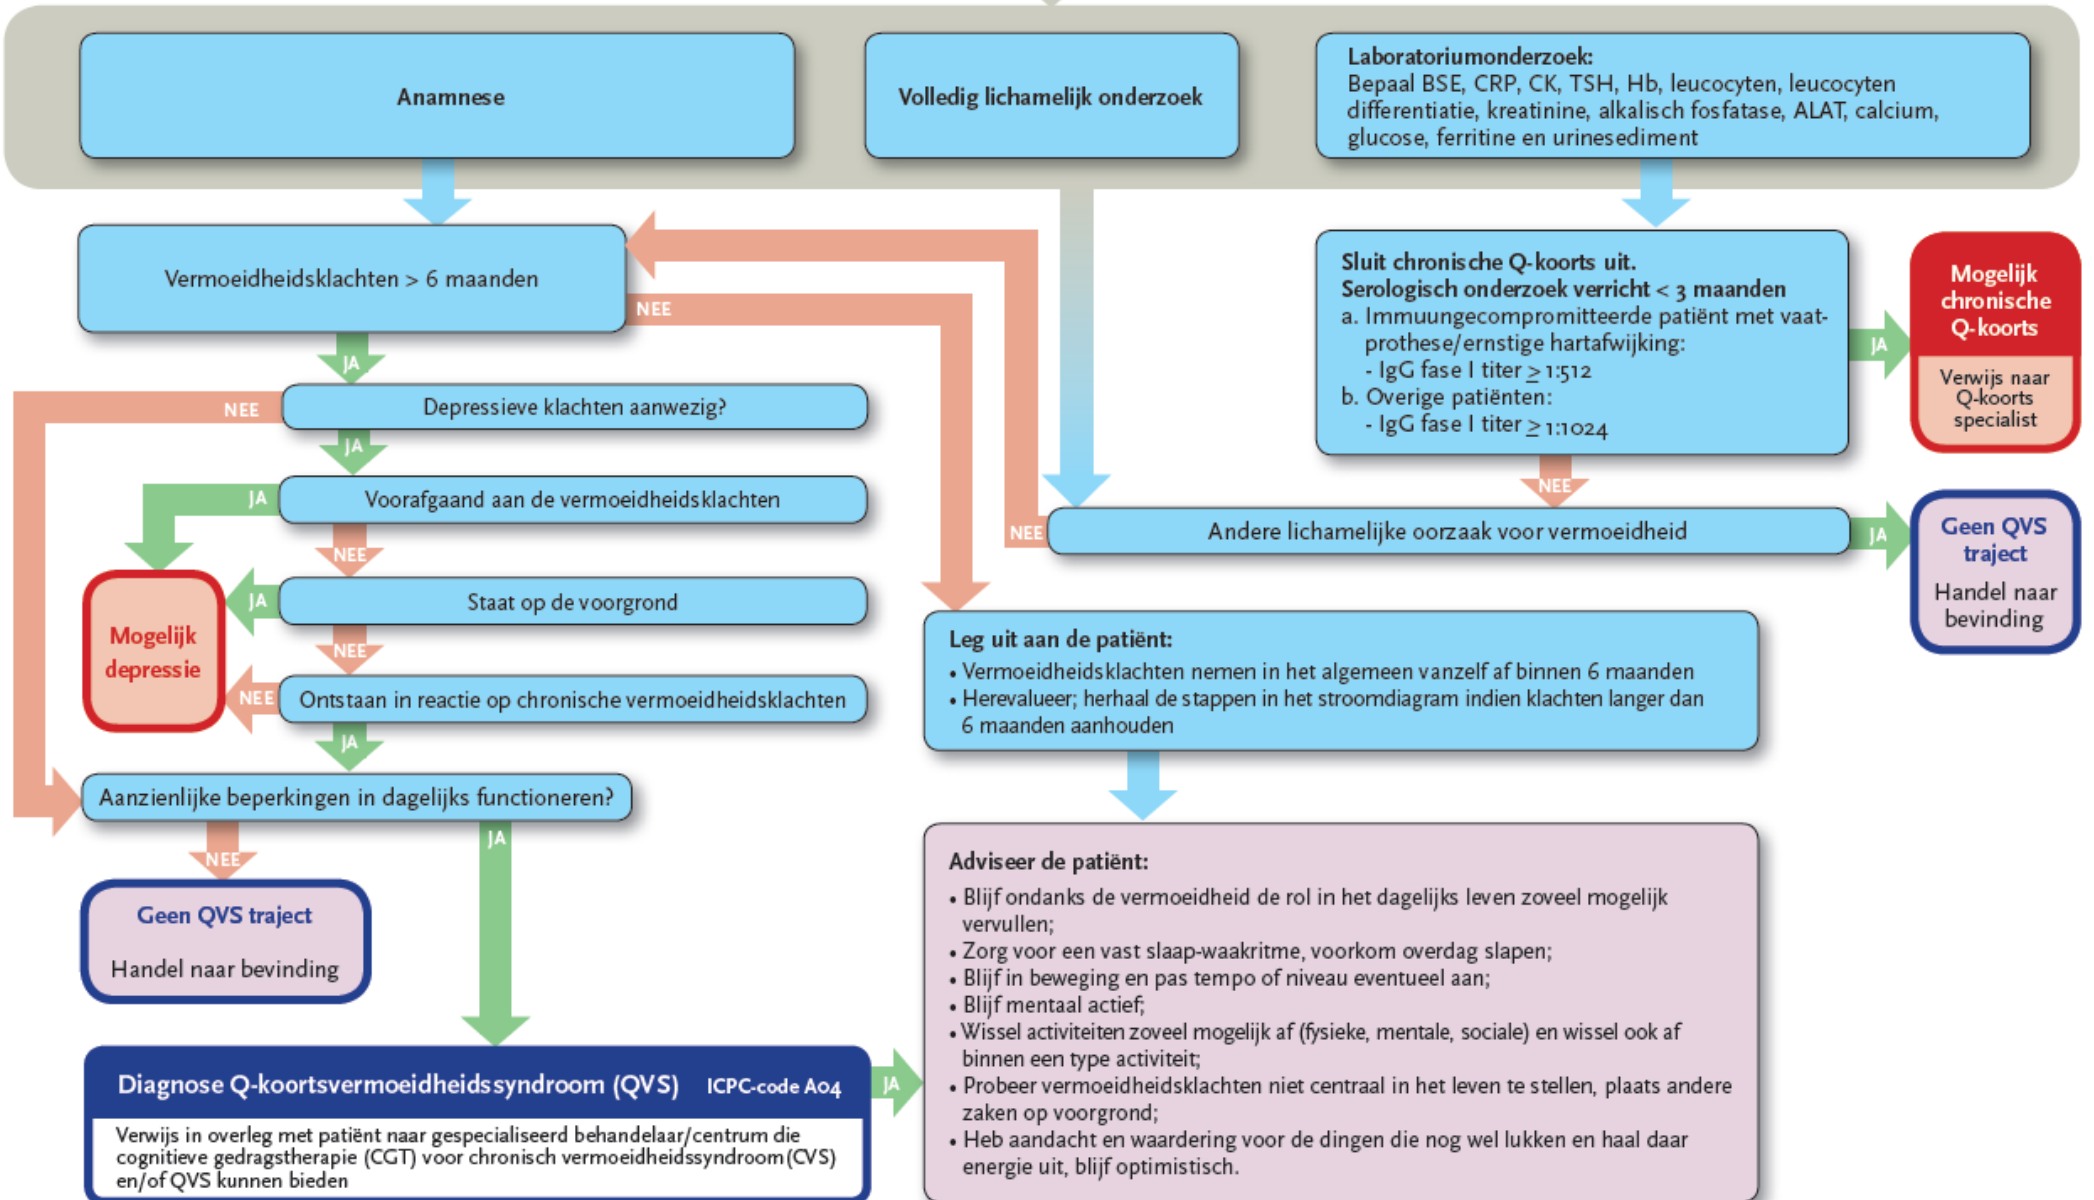 Anamnese
Volledig lichamelijk onderzoek
Laboratoriumonderzoek:
Bepaal BSE, CRP, CK, TSH, Hb, leucocyten, leucocyten
differentiatie, kreatinine, alkalisch fosfatase, ALAT, calcium,
glucose, ferritine en urinesediment
Vermoeidheidsklachten > 6 maanden
NEE
JA
Depressieve klachten aanwezig?
NEE
JA
Voorafgaand aan de vermoeidheidsklachten
JA
NEE
Staat op de voorgrond
JA
NEE
Ontstaan in reactie op chronische vermoeidheidsklachten
NEE
JA
Mogelijk
depressie
Aanzienlijke beperkingen in dagelijks functioneren?
NEE
JA
Geen QVS traject
Handel naar bevinding
Diagnose Q-koortsvermoeidheidssyndroom (QVS) ICPC-code A04
JA
Verwijs in overleg met patiënt naar gespecialiseerd behandelaar/centrum die
cognitieve gedragstherapie (CGT) voor chronisch vermoeidheidssyndroom(CVS)
en/of QVS kunnen bieden
Sluit chronische Q-koorts uit.
Serologisch onderzoek verricht < 3 maanden
a. Immuungecompromitteerde patiënt met vaat-
prothese/ernstige hartafwijking:
- IgG fase I titer ≥ 1:512
b. Overige patiënten:
- IgG fase I titer ≥ 1:1024
JA
NEE
Mogelijk
chronische
Q-koorts
Verwijs naar
Q-koorts
specialist
Andere lichamelijke oorzaak voor vermoeidheid
NEE
JA
Geen QVS
traject
Handel naar
bevinding
Leg uit aan de patiënt:
• Vermoeidheidsklachten nemen in het algemeen vanzelf af binnen 6 maanden
• Herevalueer; herhaal de stappen in het stroomdiagram indien klachten langer dan
6 maanden aanhouden
Adviseer de patiënt:
• Blijf ondanks de vermoeidheid de rol in het dagelijks leven zoveel mogelijk
vervullen;
• Zorg voor een vast slaap-waakritme, voorkom overdag slapen;
• Blijf in beweging en pas tempo of niveau eventueel aan;
• Blijf mentaal actief;
• Wissel activiteiten zoveel mogelijk af (fysieke, mentale, sociale) en wissel ook af
binnen een type activiteit;
• Probeer vermoeidheidsklachten niet centraal in het leven te stellen, plaats andere
zaken op voorgrond;
• Heb aandacht en waardering voor de dingen die nog wel lukken en haal daar
energie uit, blijf optimistisch.